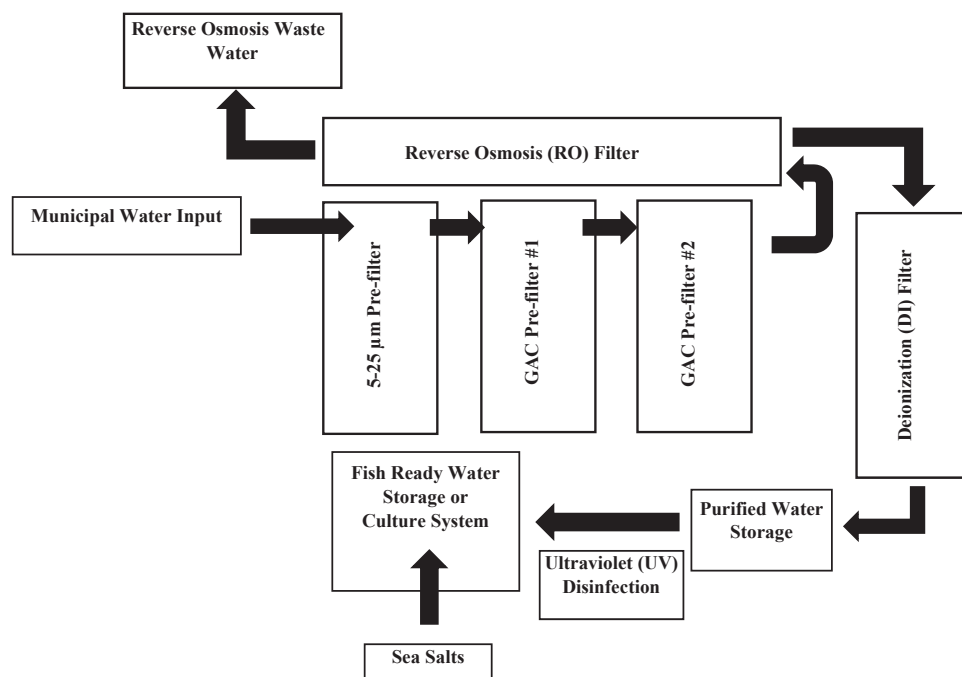 Reverse Osmosis Waste
Water
Reverse Osmosis (RO) Filter
Municipal Water Input
5-25 µm Pre-filter
GAC Pre-filter #1
GAC Pre-filter #2
Deionization (DI) Filter
Fish Ready Water
Storage or
Culture System
Purified Water
Storage
Ultraviolet (UV)
Disinfection
Sea Salts